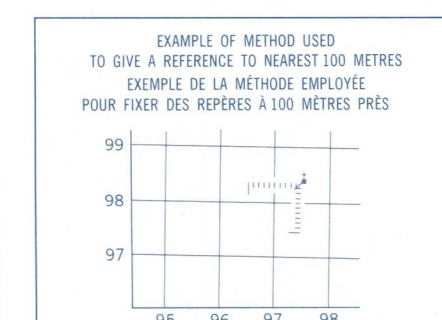 EXAMPLE OF METHOD USED
TO GIVE A REFERENCE TO NEAREST 100 METRES
EXEMPLE DE LA MÉTHODE EMPLOYÉE
POUR FIXER DES REPÈRES À 100 MÈTRES PRÈS
99
98
97
95 96 97 98